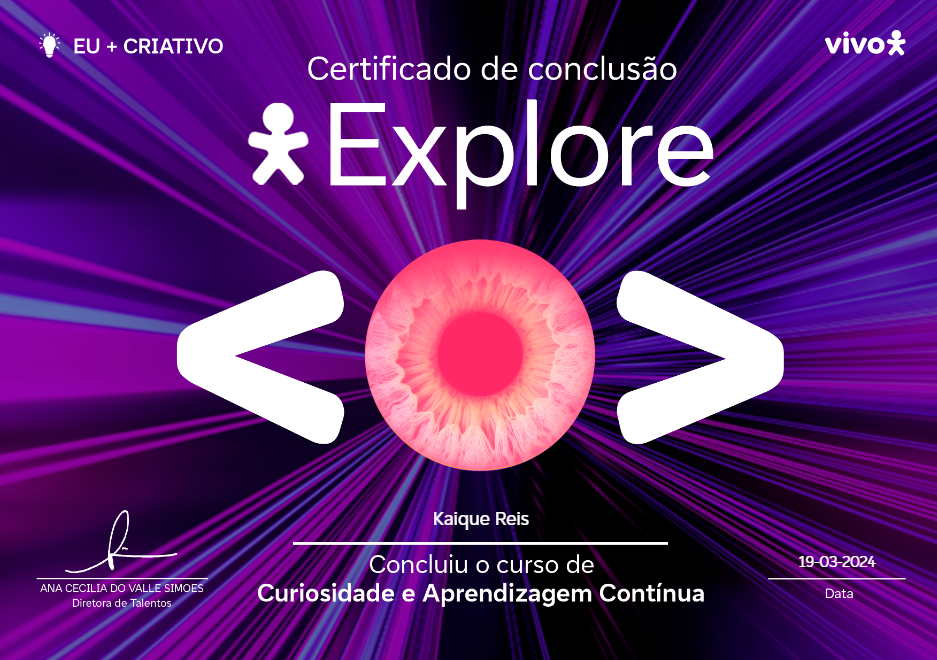 EU + CRIATIVO
vivo
Certificado de conclusão
Explore
< >
Kaique Reis
Concluiu o curso de
Curiosidade e Aprendizagem Contínua
ANA CECILIA DO VALLE SIMOES
Diretora de Talentos
19-03-2024
Data